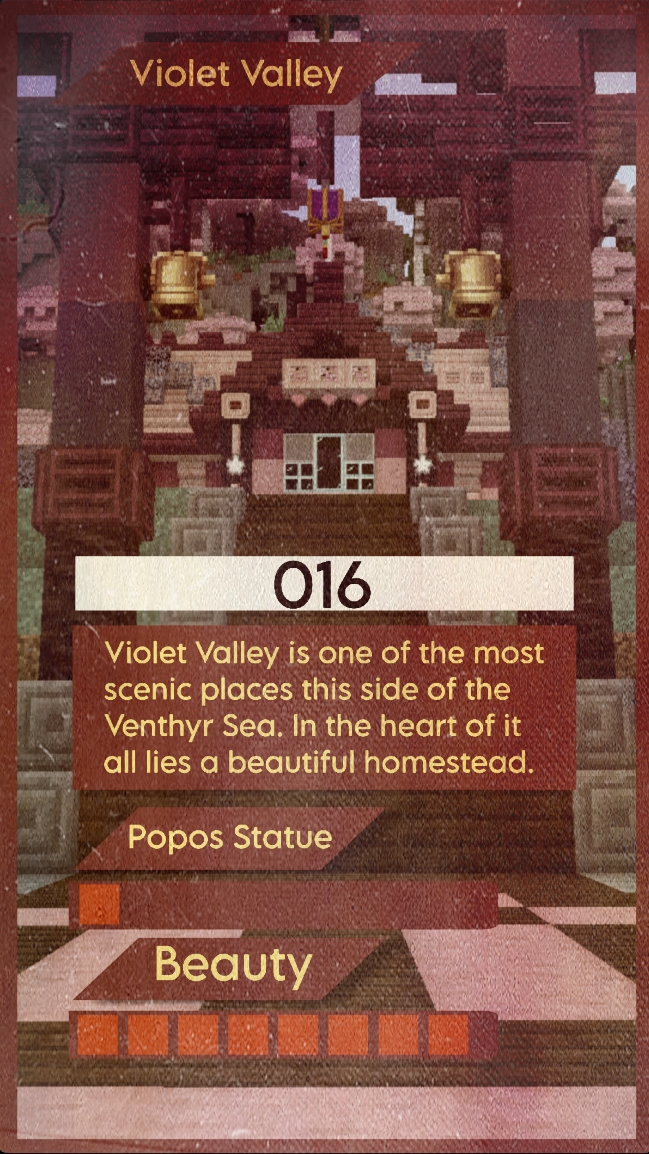 Violet Valley
016
Violet Valley is one of the most
scenic places this side of the
Venthyr Sea. In the heart of it
all lies a beautiful homestead.
Popos Statue
Beauty